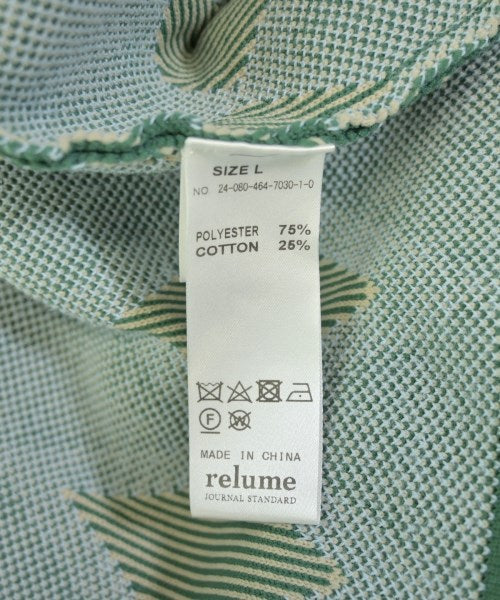 SIZE L
NO 24-080-464-7030-1-0
POLYESTER 75%
COTTON 25%
F
W
MADE IN CHINA
relume
JOURNAL STANDARD